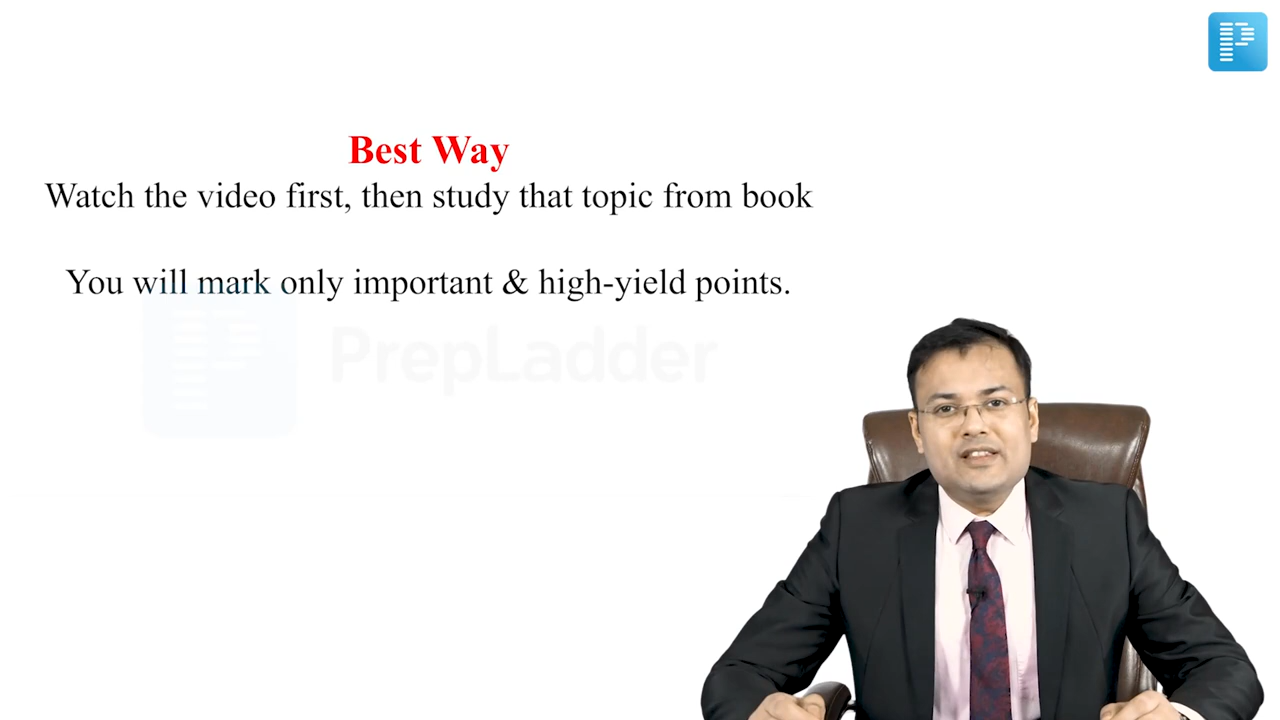 Best Way
Watch the video first, then study that topic from book
You will mark only important & high-yield points.
PrepLadder